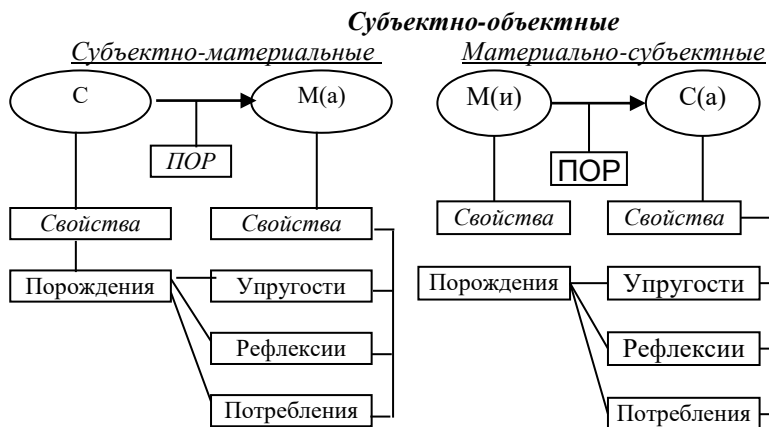 Субъектно-объектные
Субъектно-материальные Материально-субъектные
С М(а) М(и) С(а)
ПОР ПОР
Свойства Свойства Свойства Свойства
Порождения Упругости Порождения Упругости
Рефлексии Рефлексии
Потребления Потребления